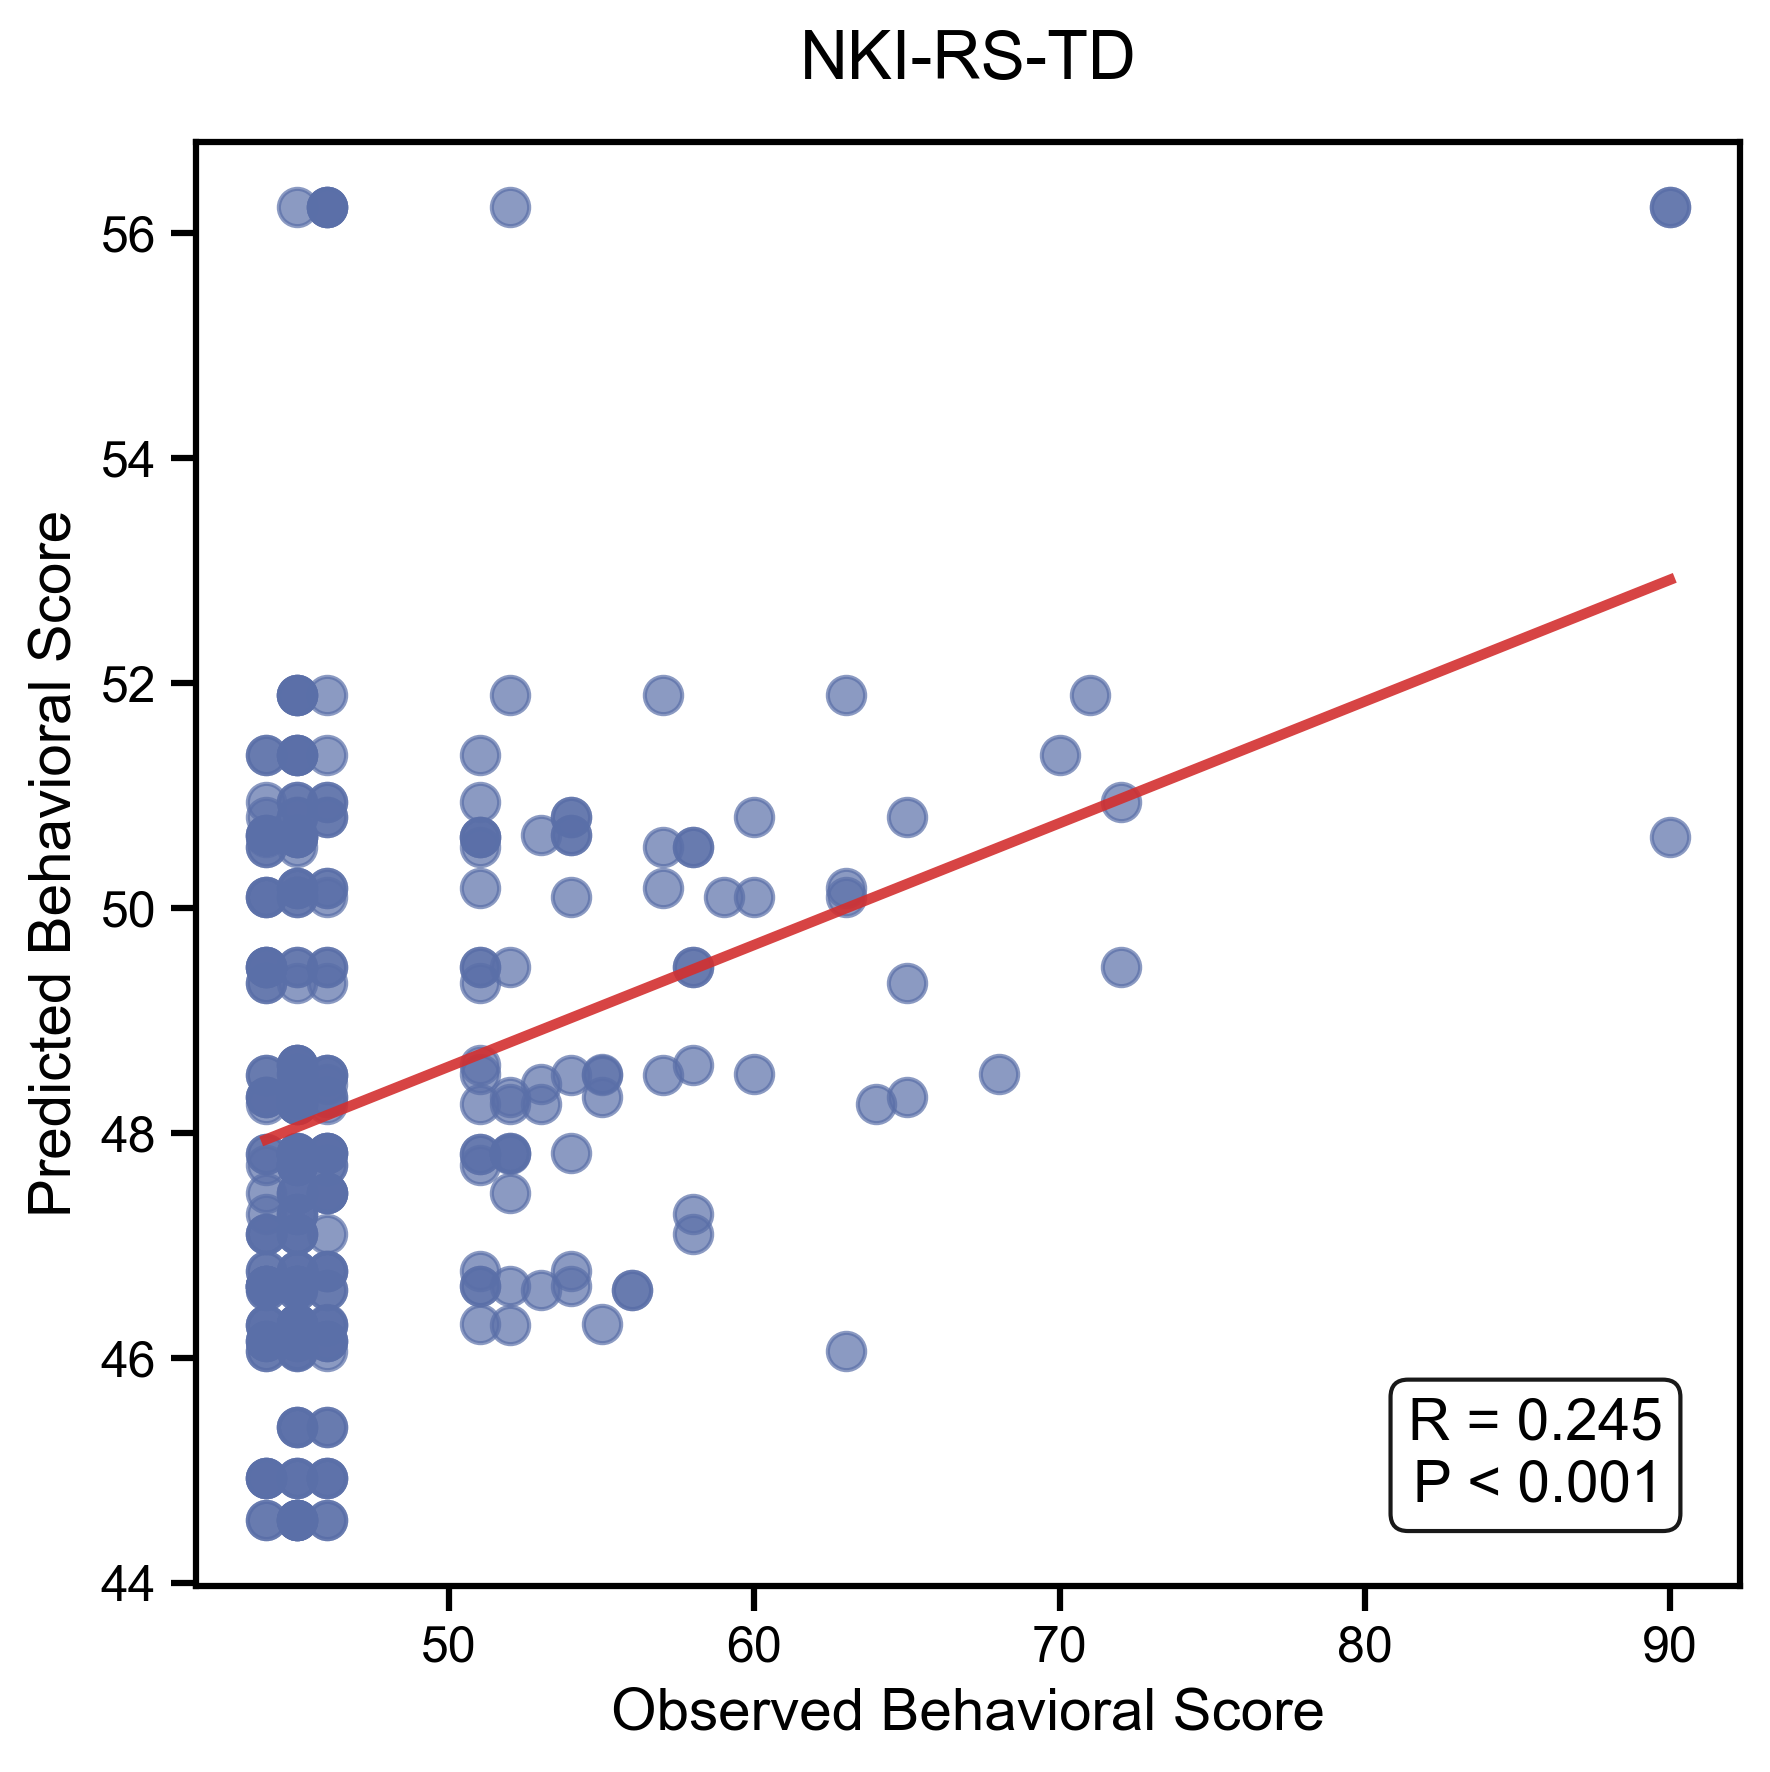 NKI-RS-TD
Predicted Behavioral Score
56
54
52
50
48
46
44
R = 0.245
P < 0.001
50 60 70 80 90
Observed Behavioral Score